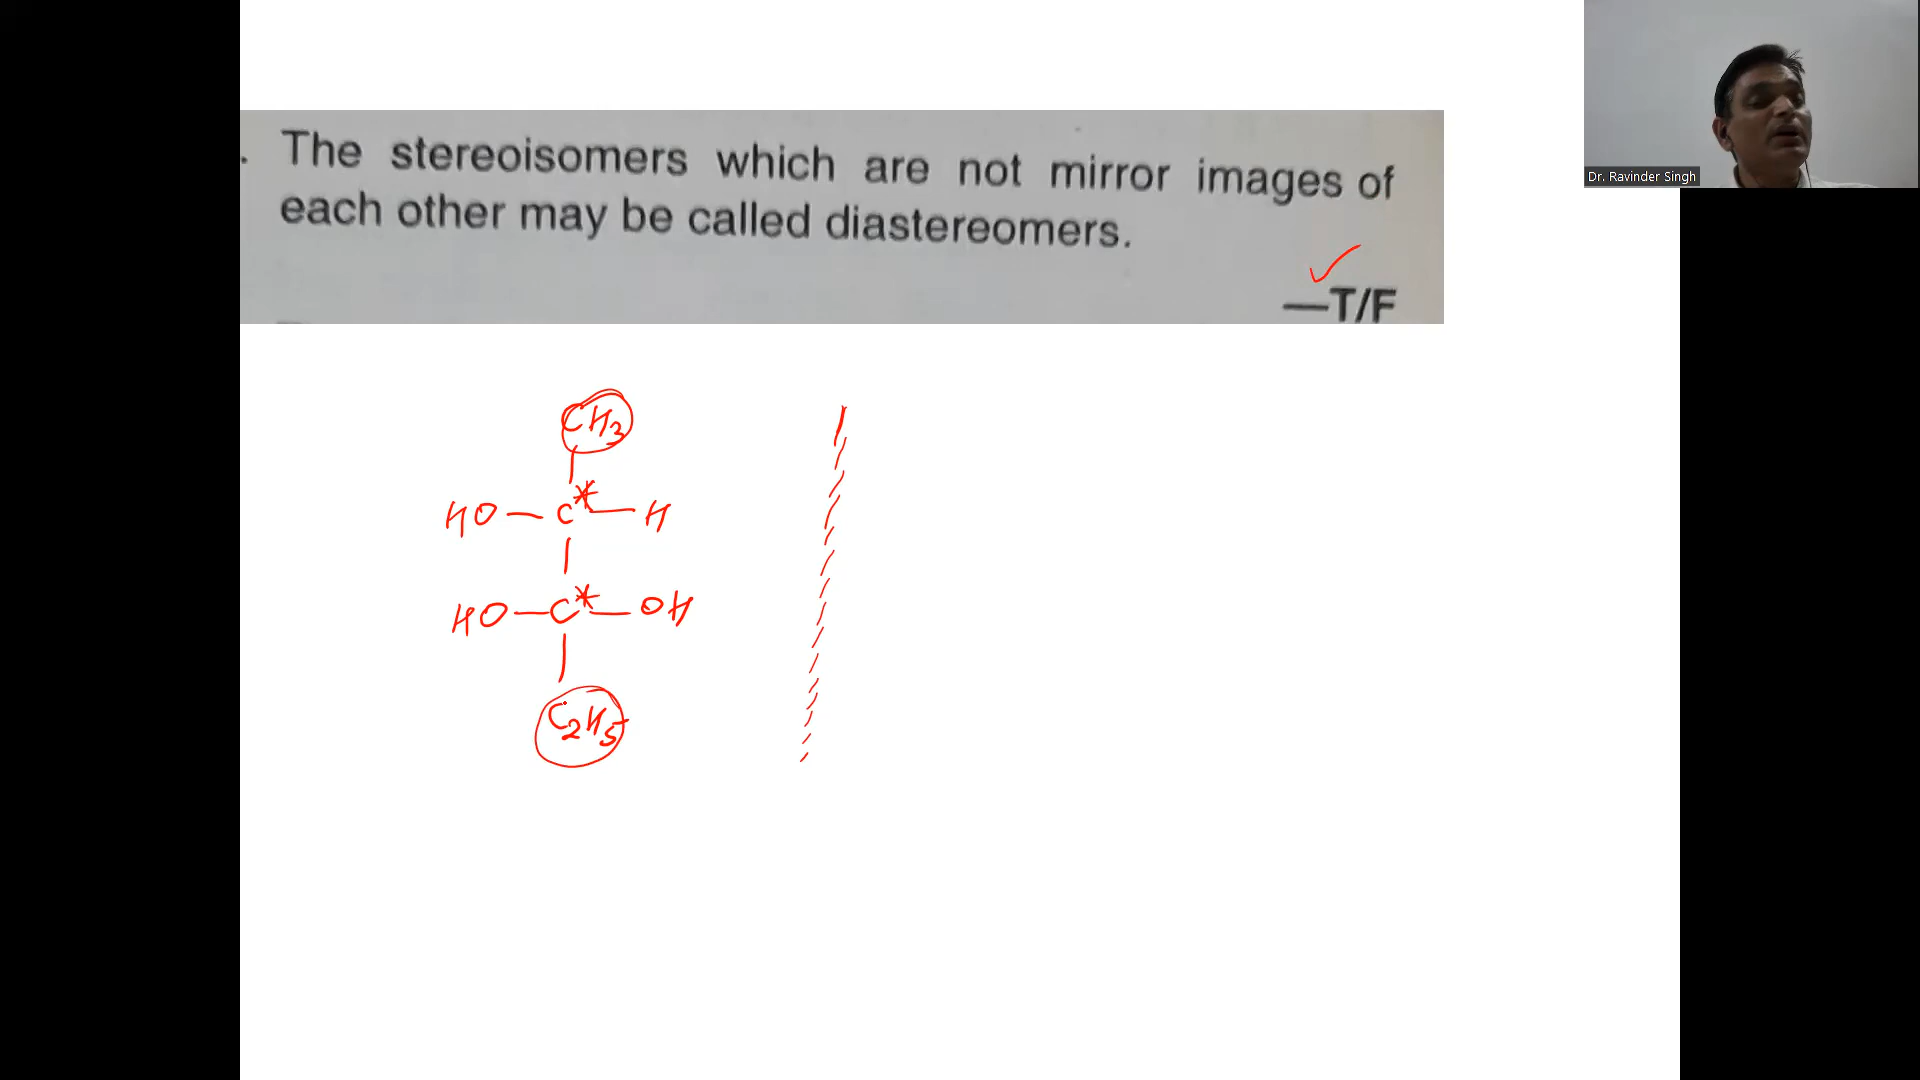 Dr. Ravinder Singh
. The stereoisomers which are not mirror images of
each other may be called diastereomers.
—T/F
CH3
HO — C* — H
HO — C* — OH
C2H5